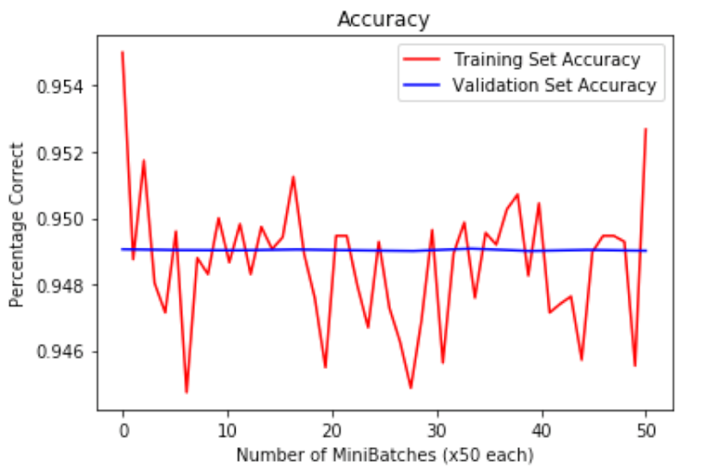 Accuracy
Training Set Accuracy
Validation Set Accuracy
Percentage Correct
0.954
0.952
0.950
0.948
0.946
0 10 20 30 40 50
Number of MiniBatches (x50 each)